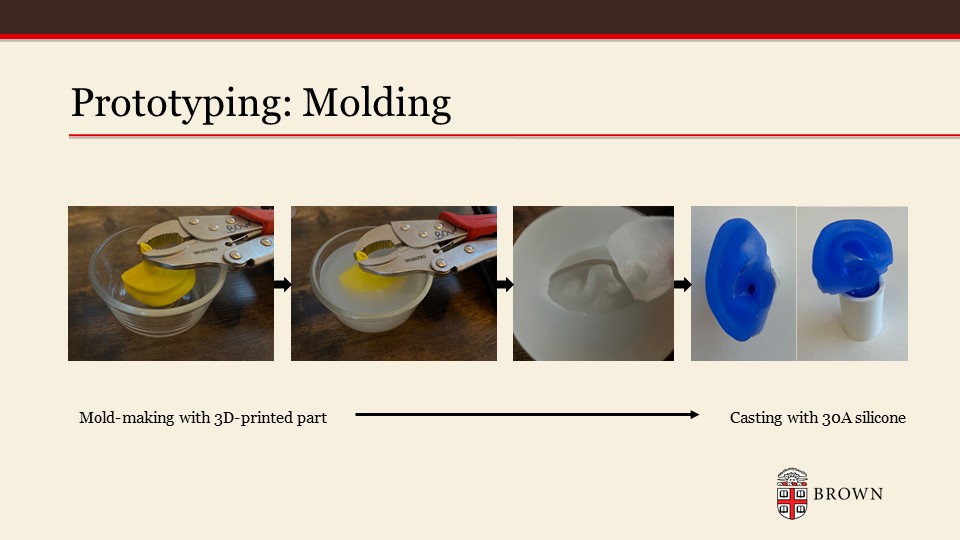 Prototyping: Molding
Mold-making with 3D-printed part
Casting with 30A silicone
BROWN